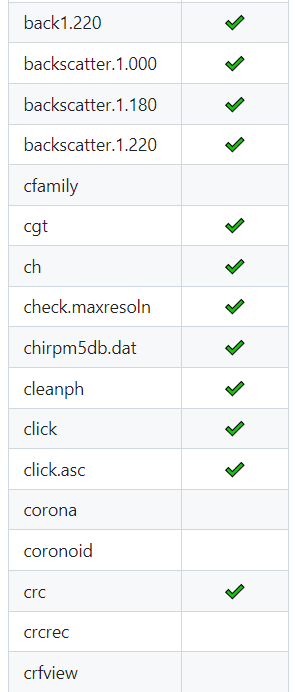 back1.220 ✔
backscatter.1.000 ✔
backscatter.1.180 ✔
backscatter.1.220 ✔
cfamily
cgt ✔
ch ✔
check.maxresoln ✔
chirpm5db.dat ✔
cleanph ✔
click ✔
click.asc ✔
corona
coronoid
crc ✔
crcrec
crfview